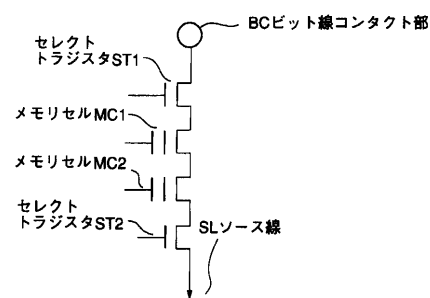 BCビット線コンタクト部
セレクト
トラジスタST1
メモリセルMC1
メモリセルMC2
セレクト
トラジスタST2
SLソース線